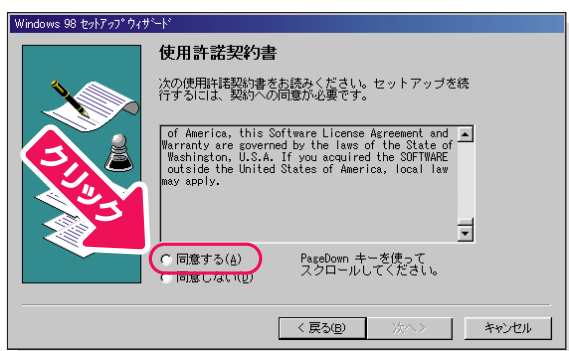 Windows 98 セットアップ ウィザード
使用許諾契約書
次の使用許諾契約書をお読みください。セットアップを続
行するには、契約への同意が必要です。
of America, this Software License Agreement and
Warranty are governed by the laws of the State of
Washington, U.S.A. If you acquired the SOFTWARE
outside the United States of America, local law
may apply.
クリック
同意する(A)
同意しない(D)
PageDown キーを使って
スクロールしてください。
< 戻る(B)
次へ >
キャンセル